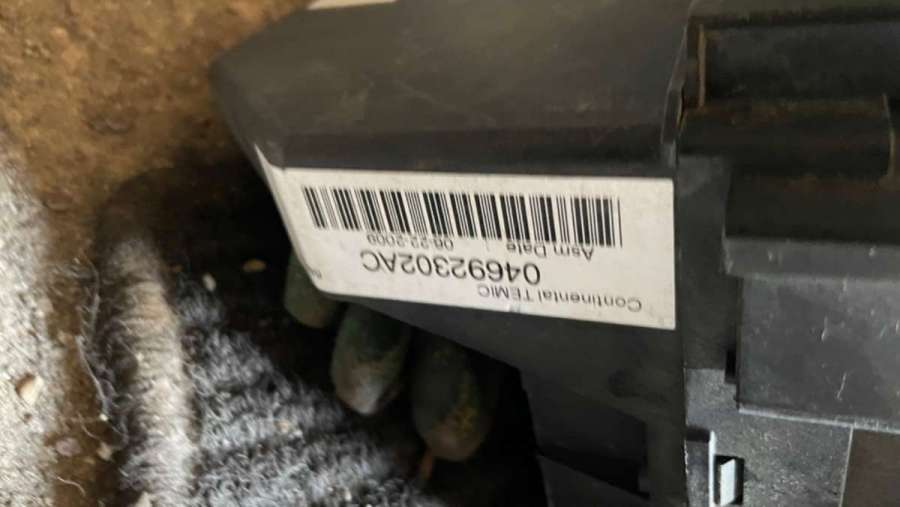 Continental TEMIC
04692302AC
Asm Date : 06-22-2009